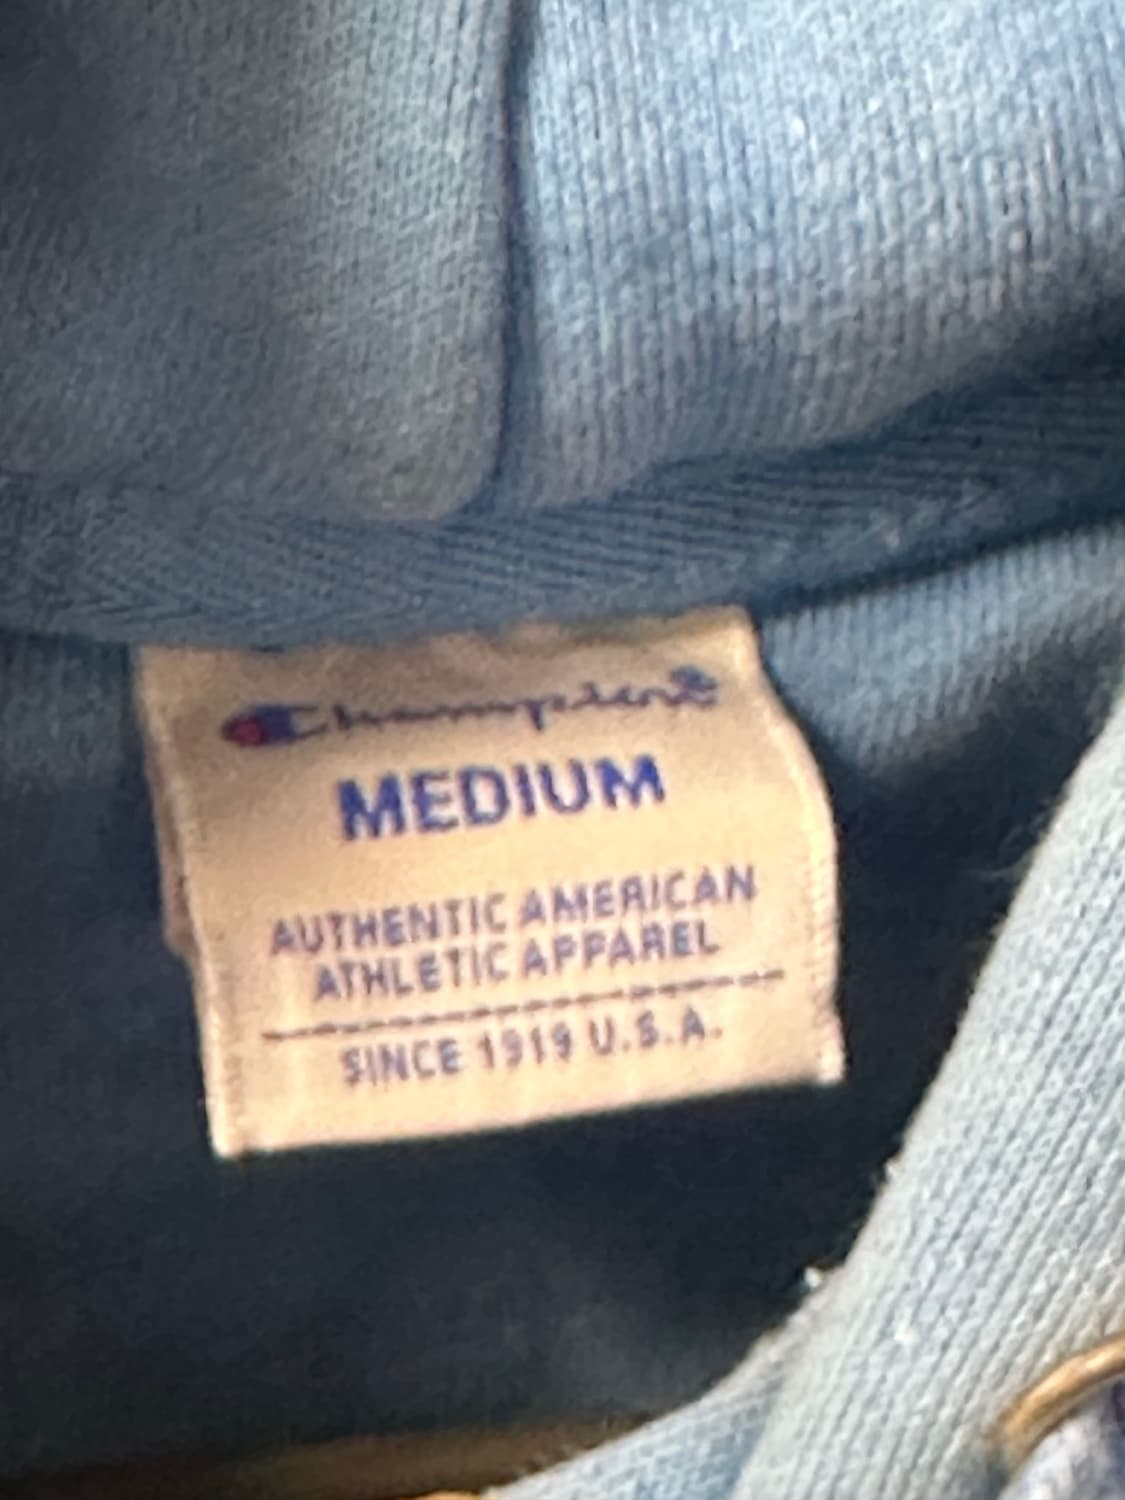 Champion®
MEDIUM
AUTHENTIC AMERICAN
ATHLETIC APPAREL
SINCE 1919 U.S.A.